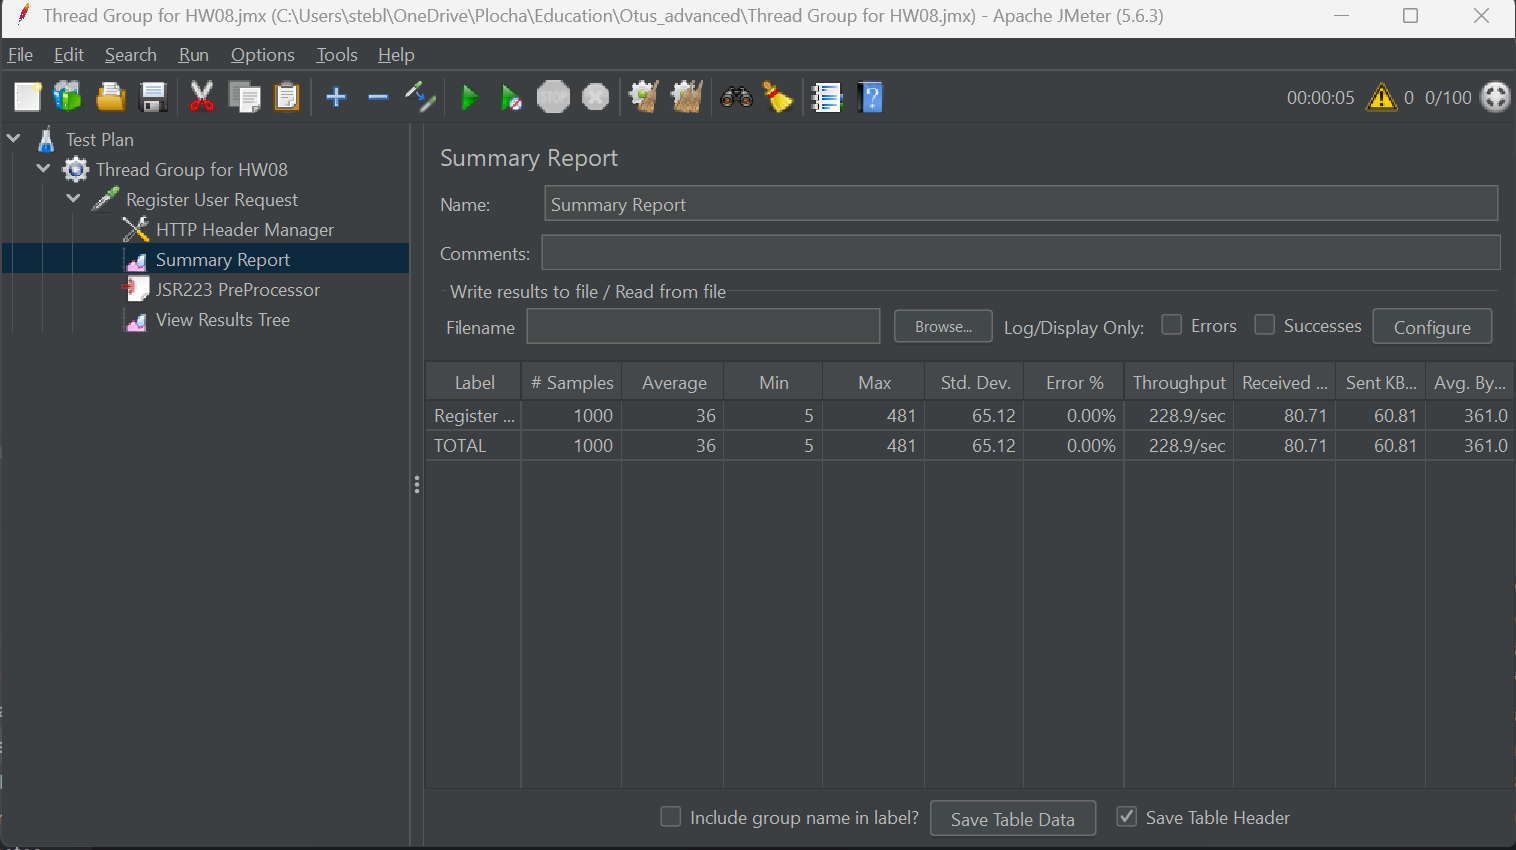 Thread Group for HW08.jmx (C:\Users\stebl\OneDrive\Plocha\Education\Otus_advanced\Thread Group for HW08.jmx) - Apache JMeter (5.6.3)
File Edit Search Run Options Tools Help
STOP
00:00:05 0 0/100
Test Plan
Thread Group for HW08
Register User Request
HTTP Header Manager
Summary Report
JSR223 PreProcessor
View Results Tree
Summary Report
Name: Summary Report
Comments:
Write results to file / Read from file
Filename Browse... Log/Display Only: Errors Successes Configure
Label # Samples Average Min Max Std. Dev. Error % Throughput Received ... Sent KB... Avg. By...
Register ... 1000 36 5 481 65.12 0.00% 228.9/sec 80.71 60.81 361.0
TOTAL 1000 36 5 481 65.12 0.00% 228.9/sec 80.71 60.81 361.0
Include group name in label? Save Table Data Save Table Header